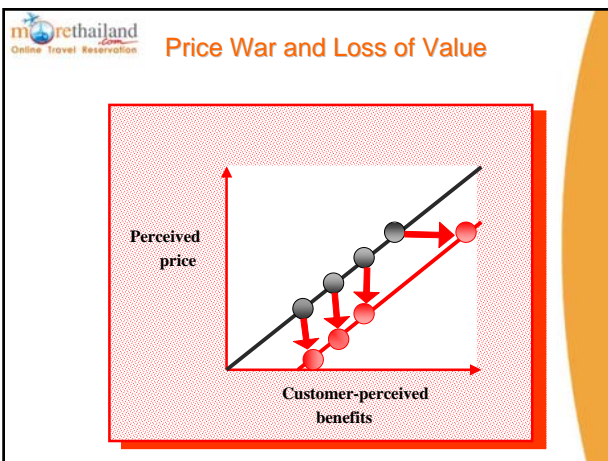 morethailand
.com
Online Travel Reservation
Price War and Loss of Value
Perceived
price
Customer-perceived
benefits